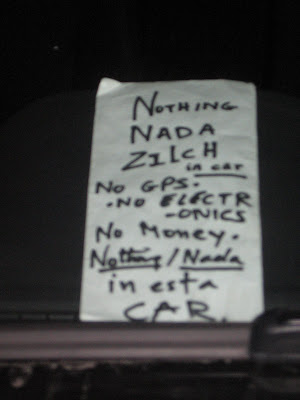 NOTHING
NADA
ZILCH
in car
NO GPS.
.NO ELECTR
-ONICS
No Money.
Nothing/Nada
in esta
CAR.